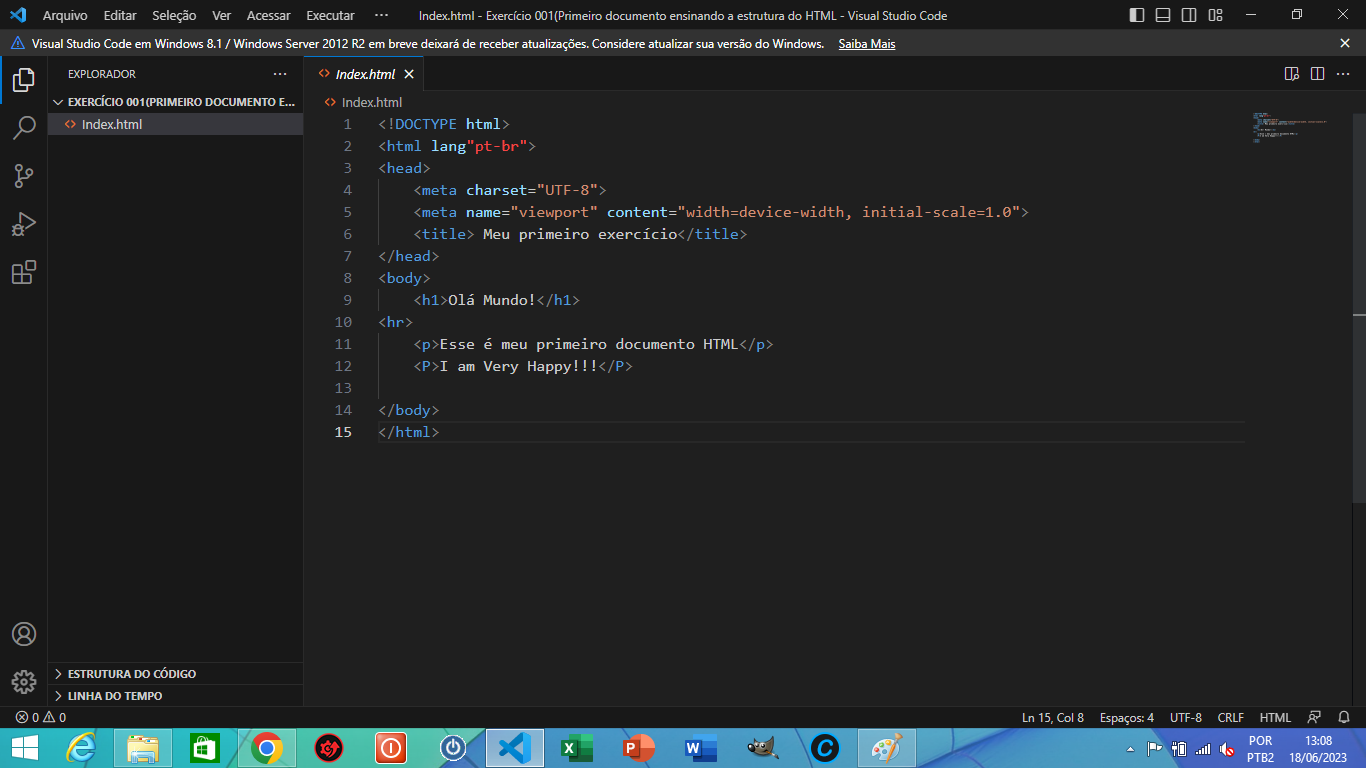 Arquivo Editar Seleção Ver Acessar Executar ··· Index.html - Exercício 001(Primeiro documento ensinando a estrutura do HTML - Visual Studio Code
Visual Studio Code em Windows 8.1 / Windows Server 2012 R2 em breve deixará de receber atualizações. Considere atualizar sua versão do Windows. Saiba Mais
EXPLORADOR ···
EXERCÍCIO 001(PRIMEIRO DOCUMENTO E...
<> Index.html
ESTRUTURA DO CÓDIGO
LINHA DO TEMPO
<> Index.html
<> Index.html
1 <!DOCTYPE html>
2 <html lang"pt-br">
3 <head>
4 <meta charset="UTF-8">
5 <meta name="viewport" content="width=device-width, initial-scale=1.0">
6 <title> Meu primeiro exercício</title>
7 </head>
8 <body>
9 <h1>Olá Mundo!</h1>
10 <hr>
11 <p>Esse é meu primeiro documento HTML</p>
12 <P>I am Very Happy!!!</P>
13
14 </body>
15 </html>
0 0 Ln 15, Col 8 Espaços: 4 UTF-8 CRLF HTML
POR 13:08
PTB2 18/06/2023